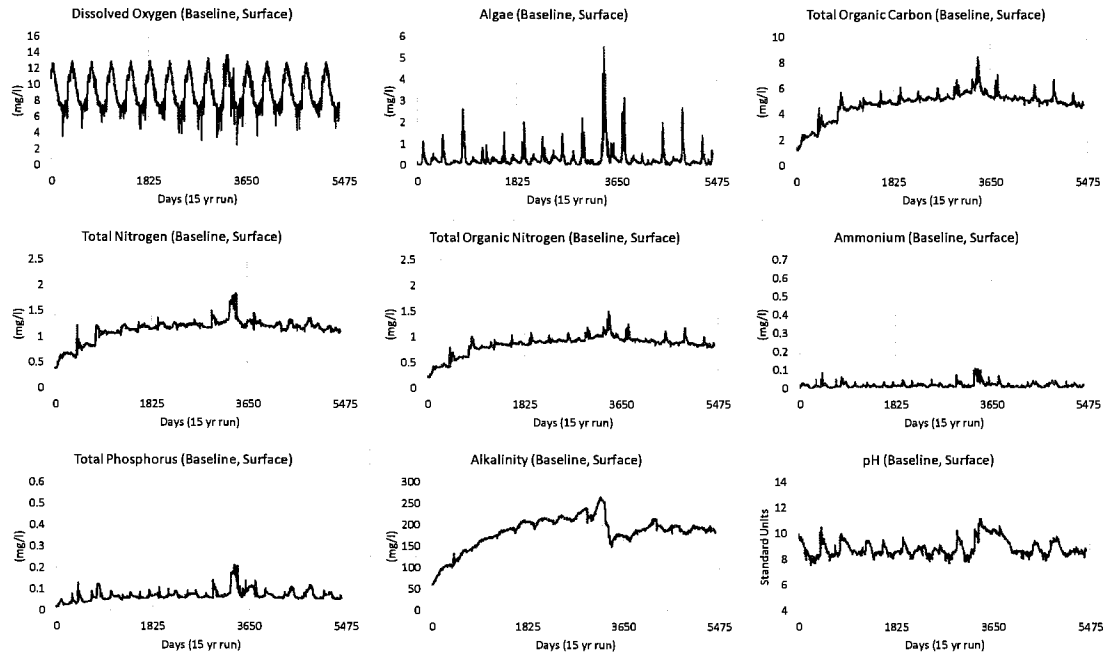 Dissolved Oxygen (Baseline, Surface)
16
14
12
10
8
6
4
2
0
(mg/l)
0 1825 3650 5475
Days (15 yr run)
Algae (Baseline, Surface)
6
5
4
3
2
1
0
(mg/l)
0 1825 3650 5475
Days (15 yr run)
Total Organic Carbon (Baseline, Surface)
10
8
6
4
2
0
(mg/l)
0 1825 3650 5475
Days (15 yr run)
Total Nitrogen (Baseline, Surface)
2.5
2
1.5
1
0.5
0
(mg/l)
0 1825 3650 5475
Days (15 yr run)
Total Organic Nitrogen (Baseline, Surface)
2.5
2
1.5
1
0.5
0
(mg/l)
0 1825 3650 5475
Days (15 yr run)
Ammonium (Baseline, Surface)
0.7
0.6
0.5
0.4
0.3
0.2
0.1
0
(mg/l)
0 1825 3650 5475
Days (15 yr run)
Total Phosphorus (Baseline, Surface)
0.6
0.5
0.4
0.3
0.2
0.1
0
(mg/l)
0 1825 3650 5475
Days (15 yr run)
Alkalinity (Baseline, Surface)
300
250
200
150
100
50
0
(mg/l)
0 1825 3650 5475
Days (15 yr run)
pH (Baseline, Surface)
14
12
10
8
6
4
Standard Units
0 1825 3650 5475
Days (15 yr run)